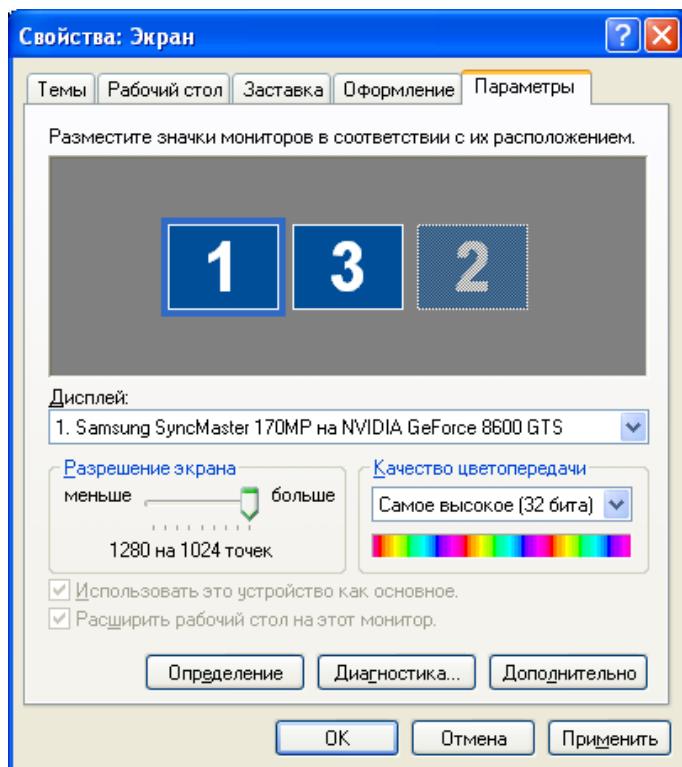 Свойства: Экран
Темы Рабочий стол Заставка Оформление Параметры
Разместите значки мониторов в соответствии с их расположением.
1 3 2
Дисплей:
1. Samsung SyncMaster 170MP на NVIDIA GeForce 8600 GTS
Разрешение экрана Качество цветопередачи
меньше больше Самое высокое (32 бита)
1280 на 1024 точек
Использовать это устройство как основное.
Расширить рабочий стол на этот монитор.
Определение Диагностика... Дополнительно
OK Отмена Применить